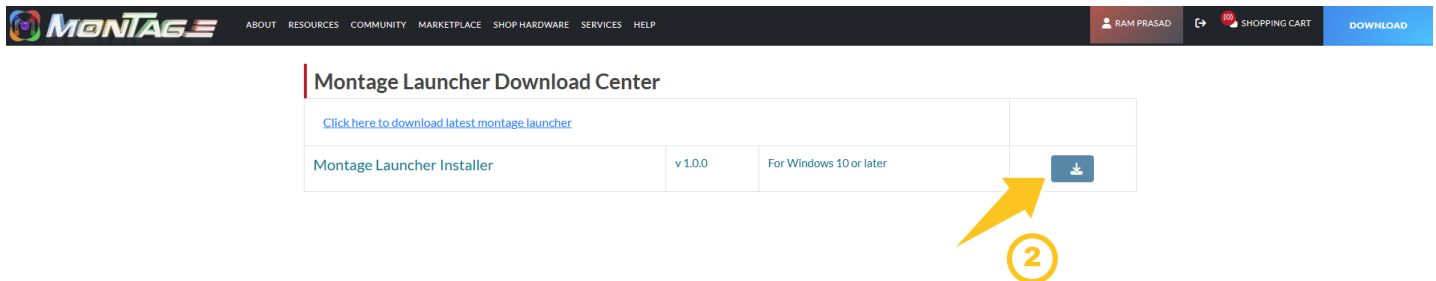 MONTAGE ABOUT RESOURCES COMMUNITY MARKETPLACE SHOP HARDWARE SERVICES HELP RAM PRASAD (0) SHOPPING CART DOWNLOAD
Montage Launcher Download Center
Click here to download latest montage launcher
Montage Launcher Installer v 1.0.0 For Windows 10 or later
2